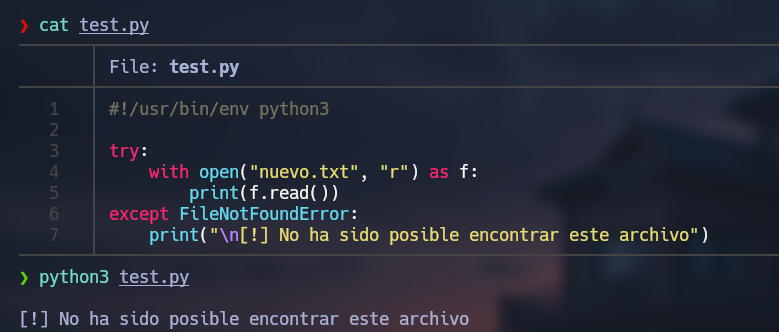 ❯ cat test.py
File: test.py
1 #!/usr/bin/env python3
2
3 try:
4     with open("nuevo.txt", "r") as f:
5         print(f.read())
6 except FileNotFoundError:
7     print("\n[!] No ha sido posible encontrar este archivo")
❯ python3 test.py
[!] No ha sido posible encontrar este archivo